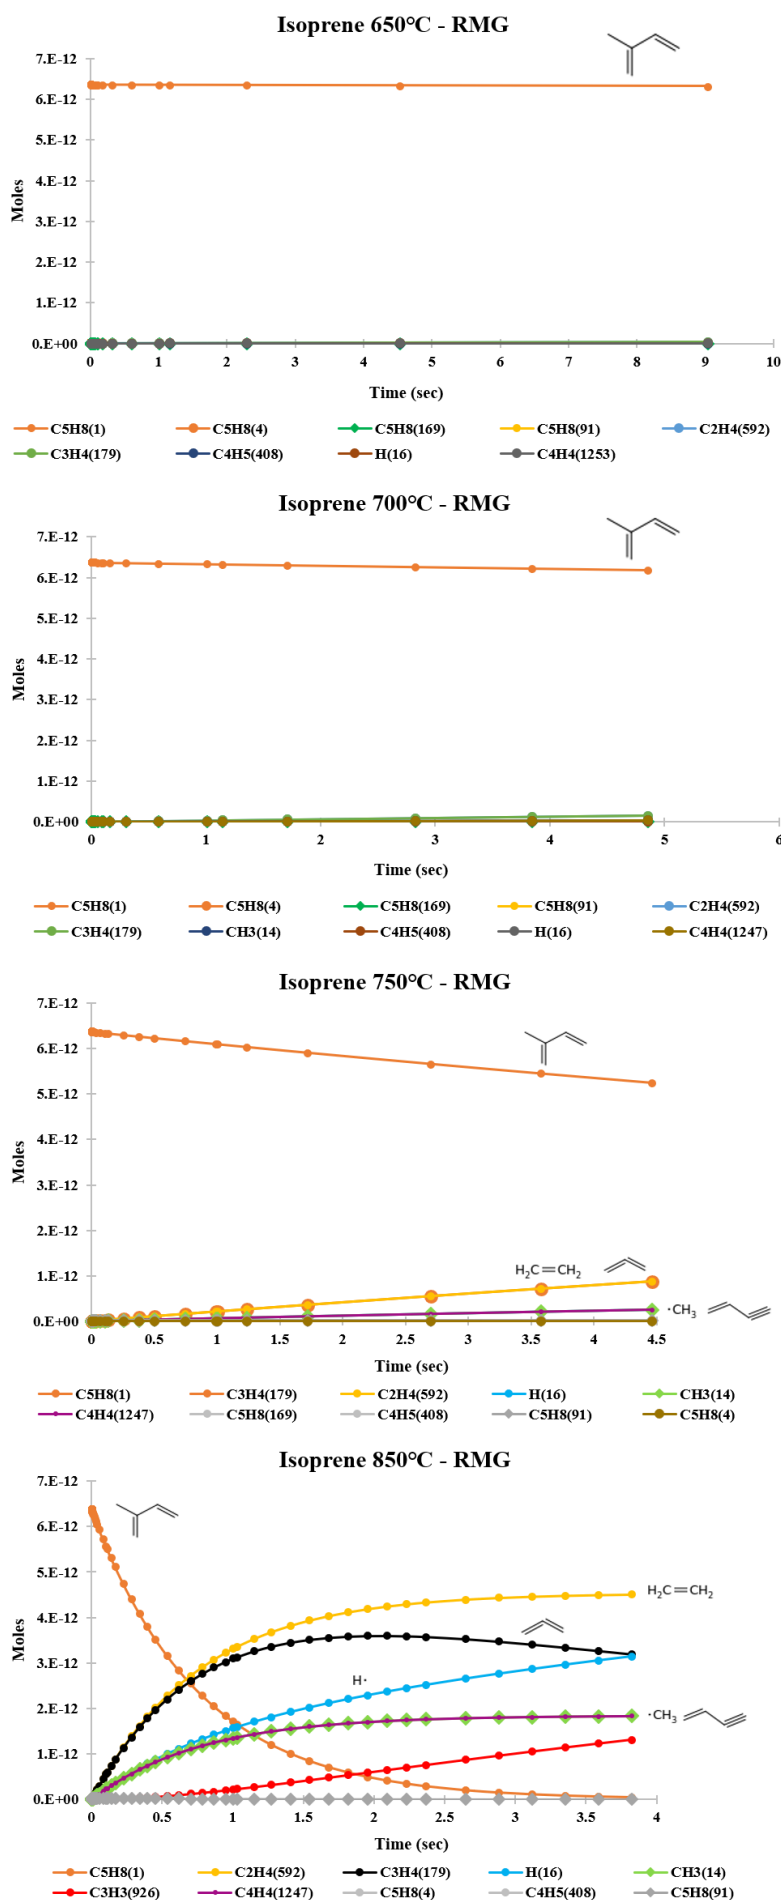 Isoprene 650°C - RMG
7.E-12
6.E-12
5.E-12
4.E-12
3.E-12
2.E-12
1.E-12
0.E+00
Moles
0 1 2 3 4 5 6 7 8 9 10
Time (sec)
C5H8(1) C5H8(4) C5H8(169) C5H8(91) C2H4(592)
C3H4(179) C4H5(408) H(16) C4H4(1253)
Isoprene 700°C - RMG
7.E-12
6.E-12
5.E-12
4.E-12
3.E-12
2.E-12
1.E-12
0.E+00
Moles
0 1 2 3 4 5 6
Time (sec)
C5H8(1) C5H8(4) C5H8(169) C5H8(91) C2H4(592)
C3H4(179) CH3(14) C4H5(408) H(16) C4H4(1247)
Isoprene 750°C - RMG
7.E-12
6.E-12
5.E-12
4.E-12
3.E-12
2.E-12
1.E-12
0.E+00
Moles
H₂C=CH₂
·CH₃
0 0.5 1 1.5 2 2.5 3 3.5 4 4.5
Time (sec)
C5H8(1) C3H4(179) C2H4(592) H(16) CH3(14)
C4H4(1247) C5H8(169) C4H5(408) C5H8(91) C5H8(4)
Isoprene 850°C - RMG
7.E-12
6.E-12
5.E-12
4.E-12
3.E-12
2.E-12
1.E-12
0.E+00
Moles
H₂C=CH₂
H·
·CH₃
0 0.5 1 1.5 2 2.5 3 3.5 4
Time (sec)
C5H8(1) C2H4(592) C3H4(179) H(16) CH3(14)
C3H3(926) C4H4(1247) C5H8(4) C4H5(408) C5H8(91)